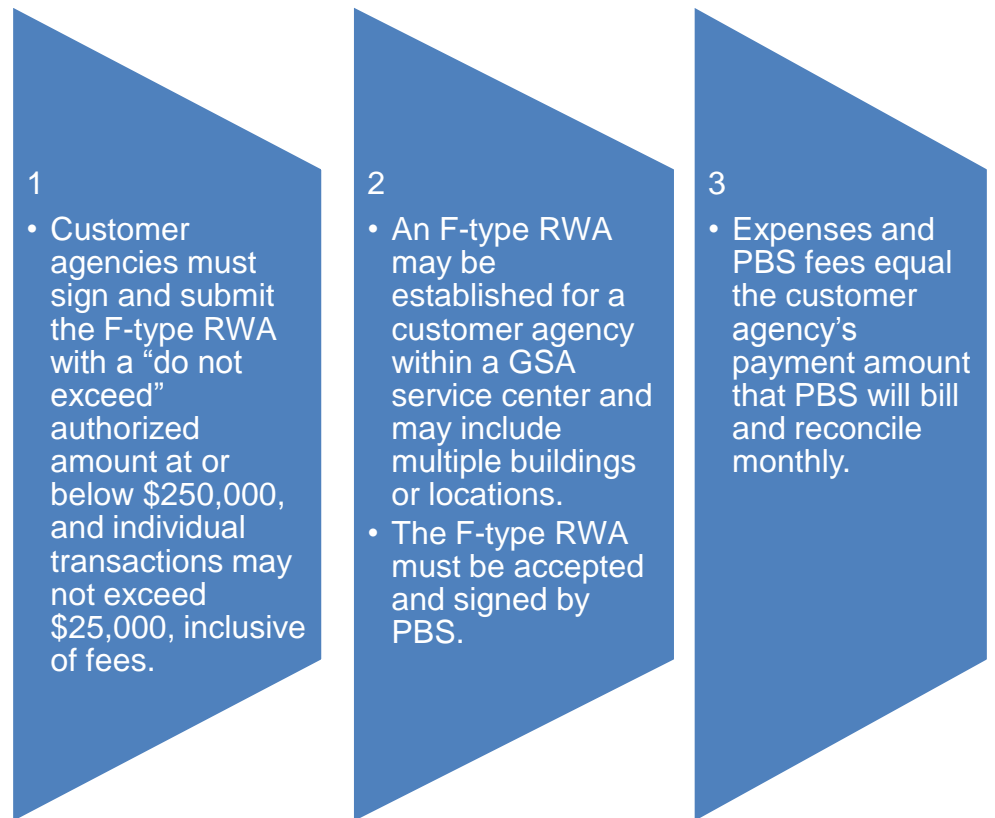 1
• Customer
agencies must
sign and submit
the F-type RWA
with a “do not
exceed”
authorized
amount at or
below $250,000,
and individual
transactions may
not exceed
$25,000, inclusive
of fees.
2
• An F-type RWA
may be
established for a
customer agency
within a GSA
service center and
may include
multiple buildings
or locations.
• The F-type RWA
must be accepted
and signed by
PBS.
3
• Expenses and
PBS fees equal
the customer
agency’s
payment amount
that PBS will bill
and reconcile
monthly.